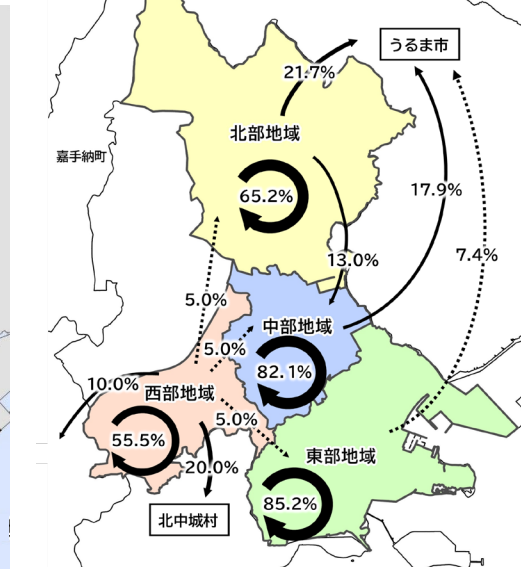 うるま市
21.7%
北部地域
嘉手納町
65.2%
17.9%
13.0%
7.4%
5.0%
中部地域
5.0%
82.1%
10.0%
西部地域
5.0%
55.5%
東部地域
20.0%
85.2%
北中城村